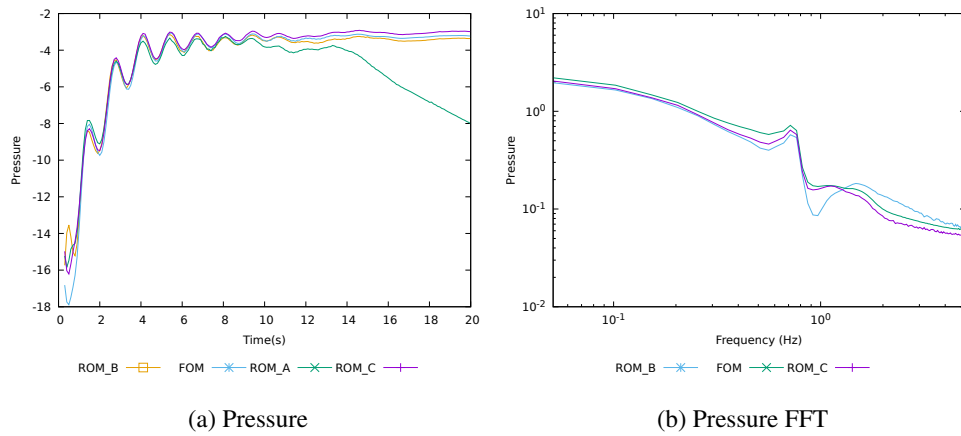 -2
-4
-6
-8
-10
-12
-14
-16
-18
Pressure
0 2 4 6 8 10 12 14 16 18 20
Time(s)
ROM_B FOM ROM_A ROM_C
(a) Pressure
10^1
10^0
10^-1
10^-2
Pressure
10^-1 10^0
Frequency (Hz)
ROM_B FOM ROM_C
(b) Pressure FFT